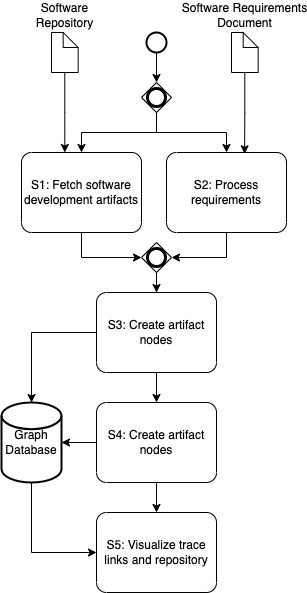 Software
Repository
Software Requirements
Document
S1: Fetch software
development artifacts
S2: Process
requirements
S3: Create artifact
nodes
Graph
Database
S4: Create artifact
nodes
S5: Visualize trace
links and repository